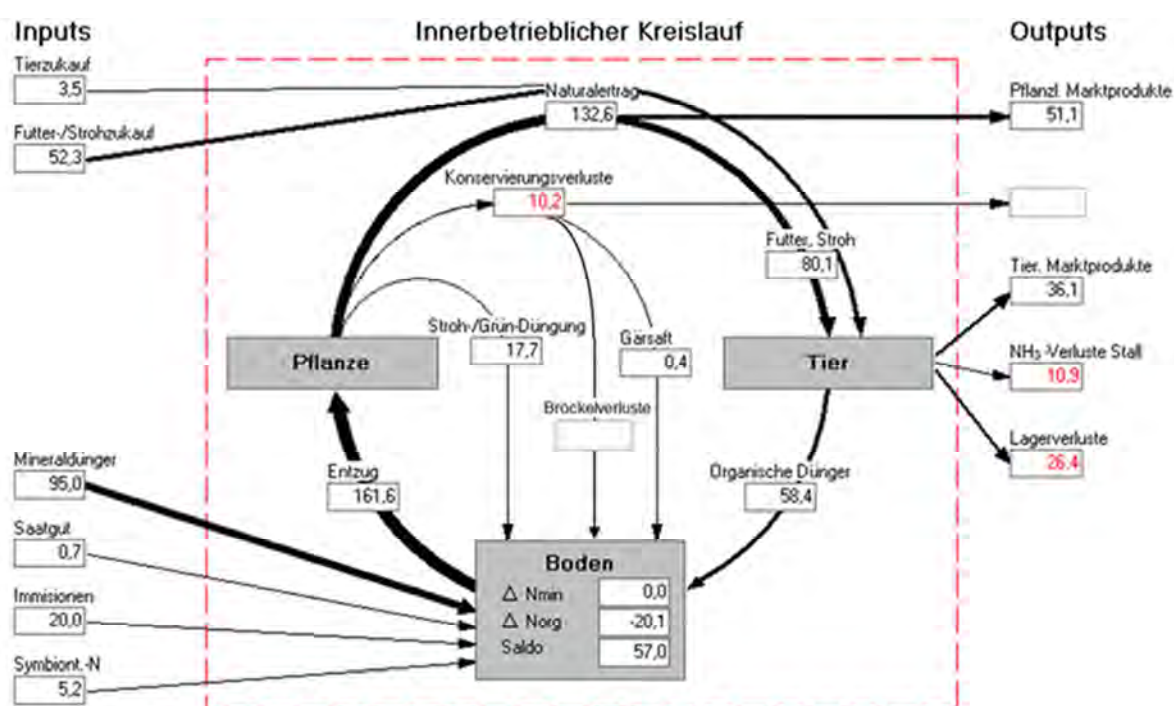 Inputs
Innerbetrieblicher Kreislauf
Outputs
Tierzukauf
3,5
Futter-/Strohzukauf
52,3
Naturalertrag
132,6
Pflanzl. Marktprodukte
51,1
Konservierungsverluste
10,2
Futter, Stroh
80,1
Tier. Marktprodukte
36,1
Stroh-/Grün-Düngung
17,7
Gärsaft
0,4
Pflanze
Tier
NH₃-Verluste Stall
10,9
Bröckelverluste
Lagerverluste
26,4
Mineraldünger
95,0
Entzug
161,6
Organische Dünger
58,4
Saatgut
0,7
Immisionen
20,0
Symbiont.-N
5,2
Boden
Δ Nmin
0,0
Δ Norg
-20,1
Saldo
57,0